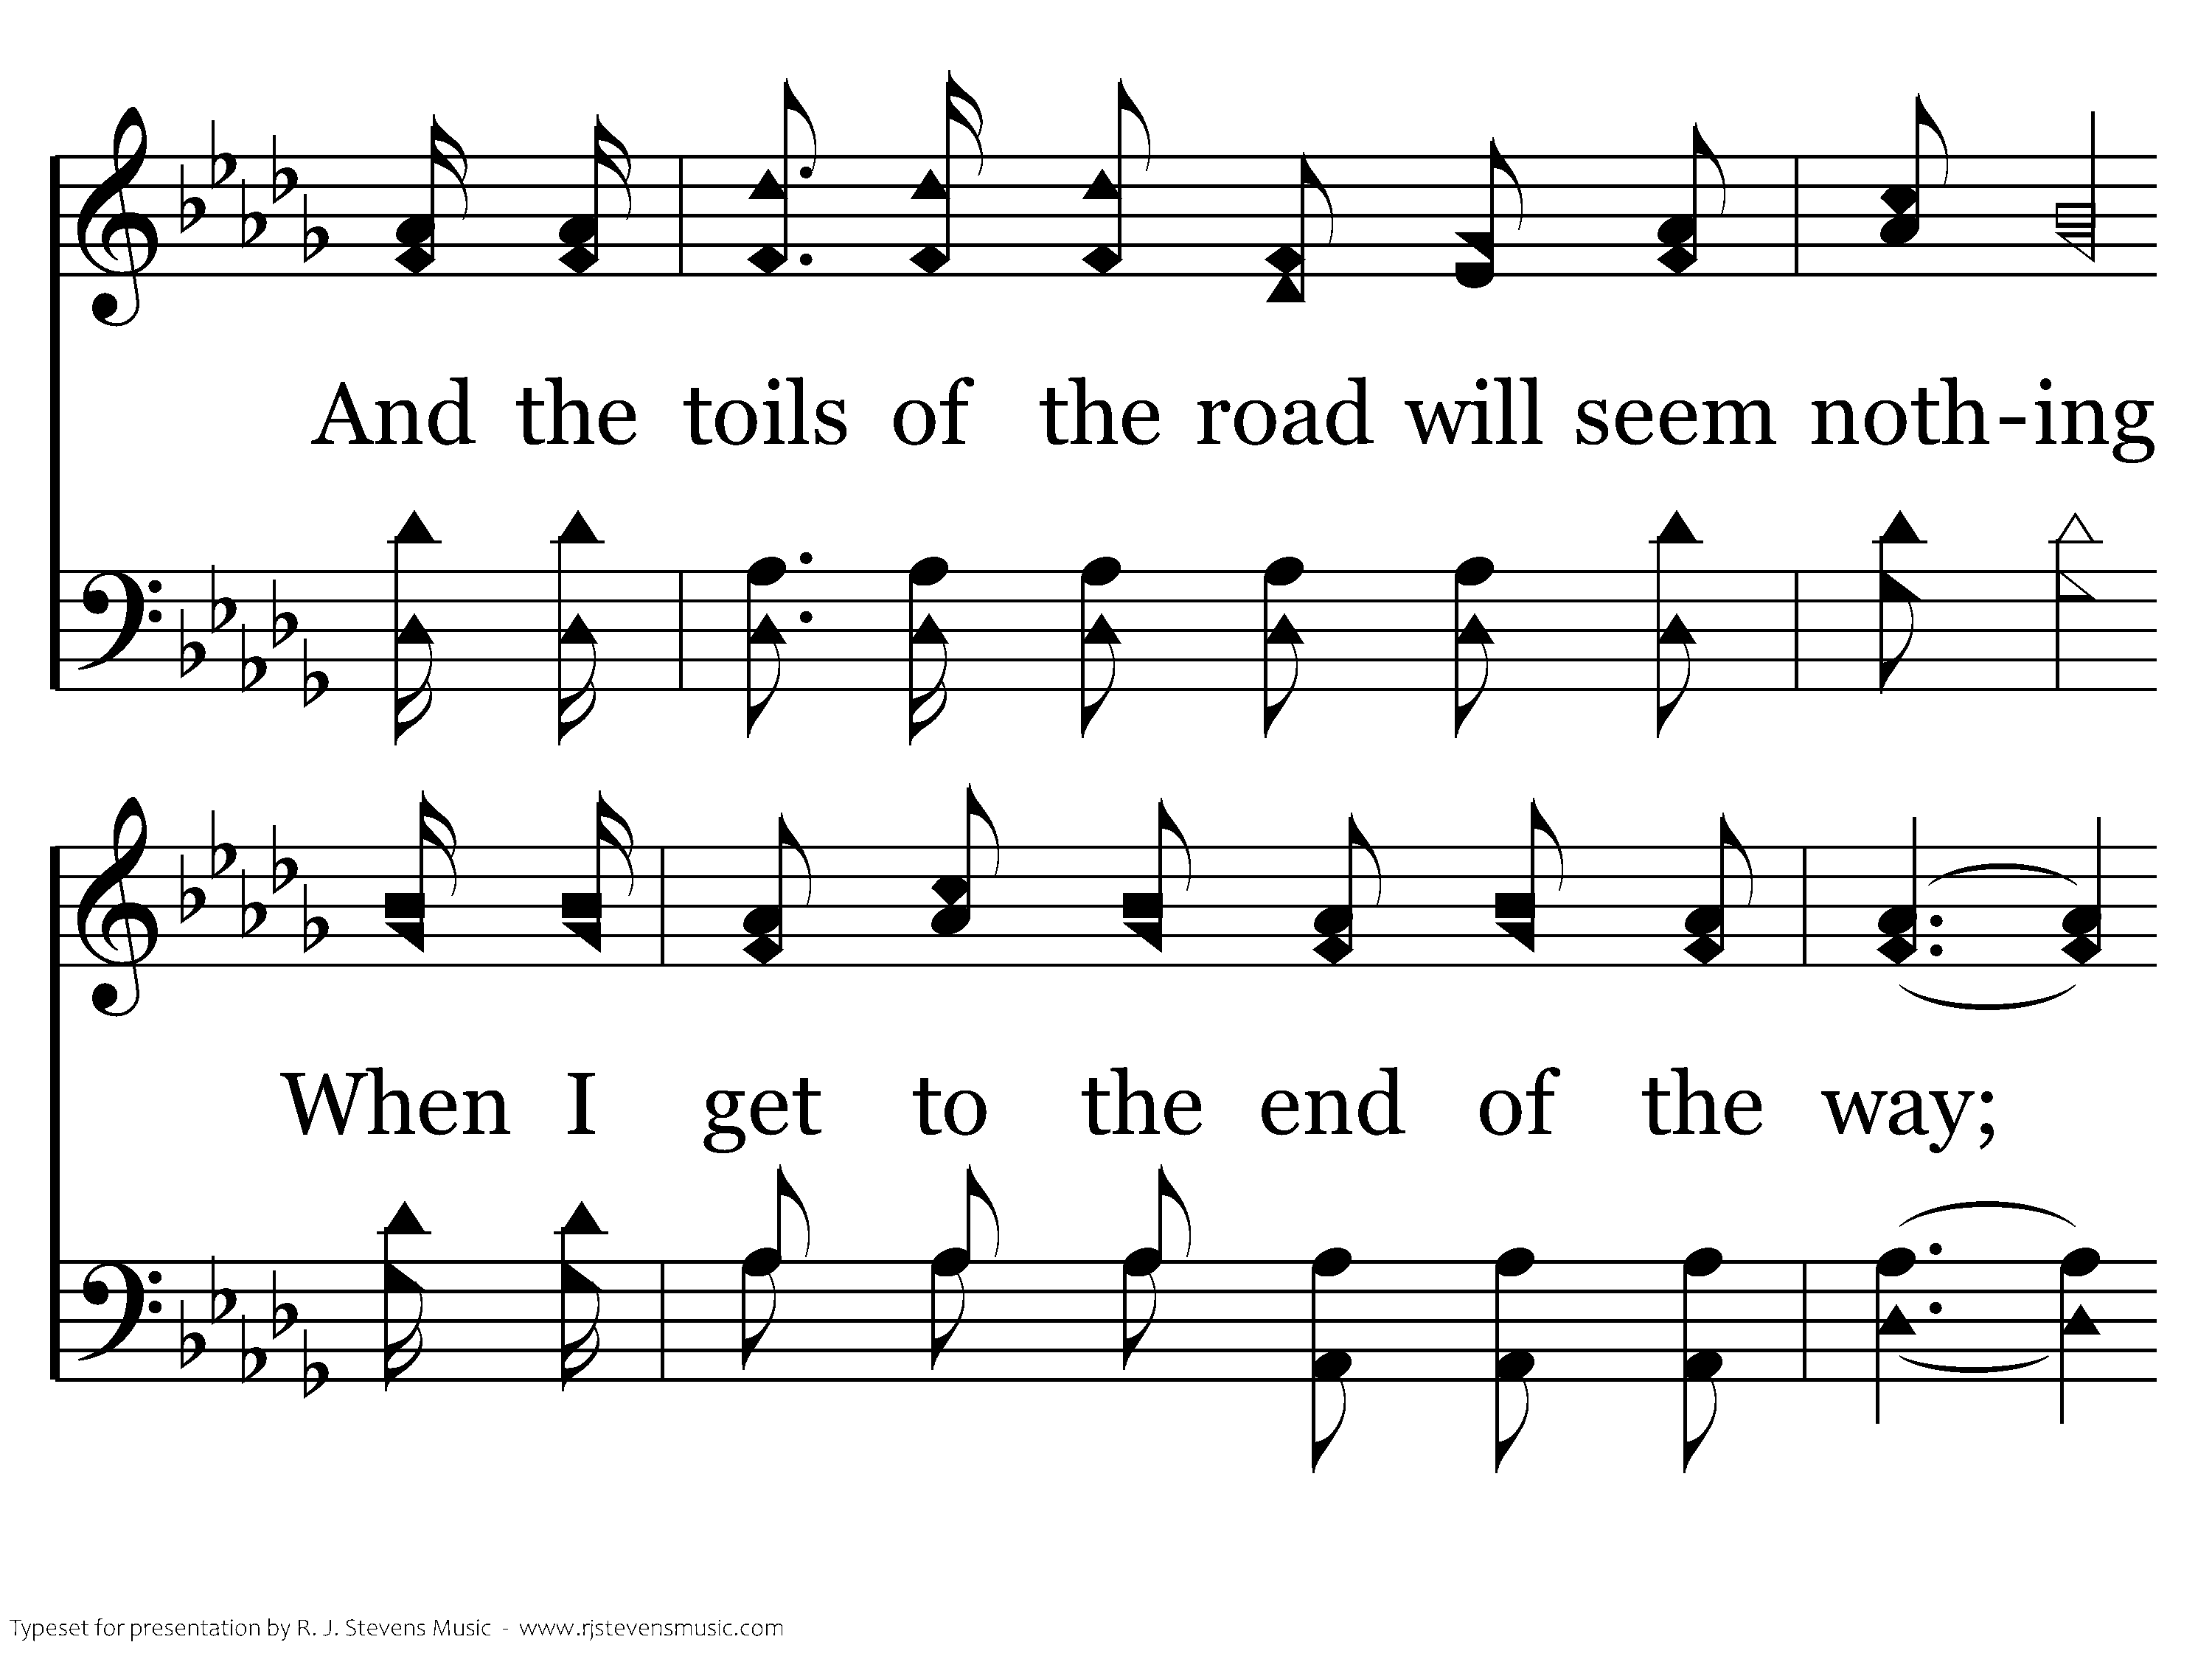 And the toils of the road will seem noth-ing
When I get to the end of the way;
Typeset for presentation by R. J. Stevens Music - www.rjstevensmusic.com